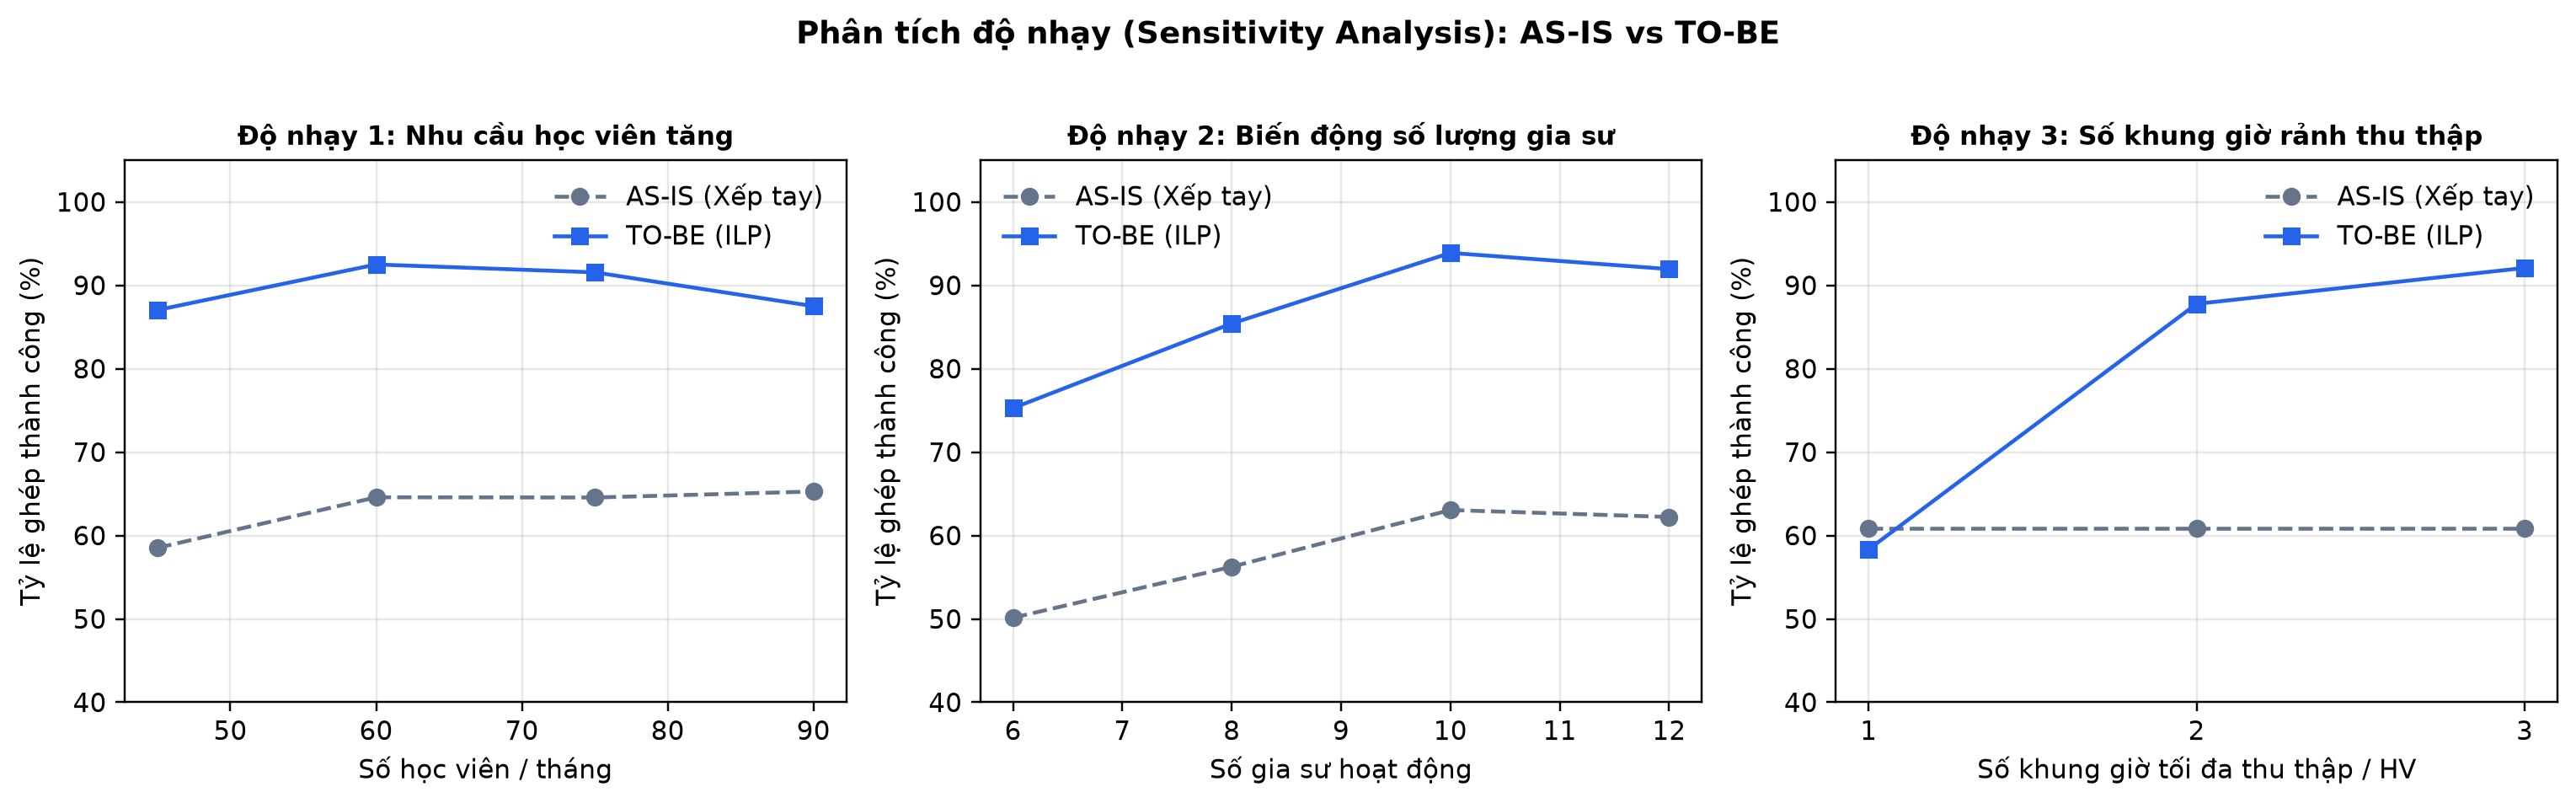 Phân tích độ nhạy (Sensitivity Analysis): AS-IS vs TO-BE
Độ nhạy 1: Nhu cầu học viên tăng
AS-IS (Xếp tay)
TO-BE (ILP)
Tỷ lệ ghép thành công (%)
100
90
80
70
60
50
40
50 60 70 80 90
Số học viên / tháng
Độ nhạy 2: Biến động số lượng gia sư
AS-IS (Xếp tay)
TO-BE (ILP)
Tỷ lệ ghép thành công (%)
100
90
80
70
60
50
40
6 7 8 9 10 11 12
Số gia sư hoạt động
Độ nhạy 3: Số khung giờ rảnh thu thập
AS-IS (Xếp tay)
TO-BE (ILP)
Tỷ lệ ghép thành công (%)
100
90
80
70
60
50
40
1 2 3
Số khung giờ tối đa thu thập / HV